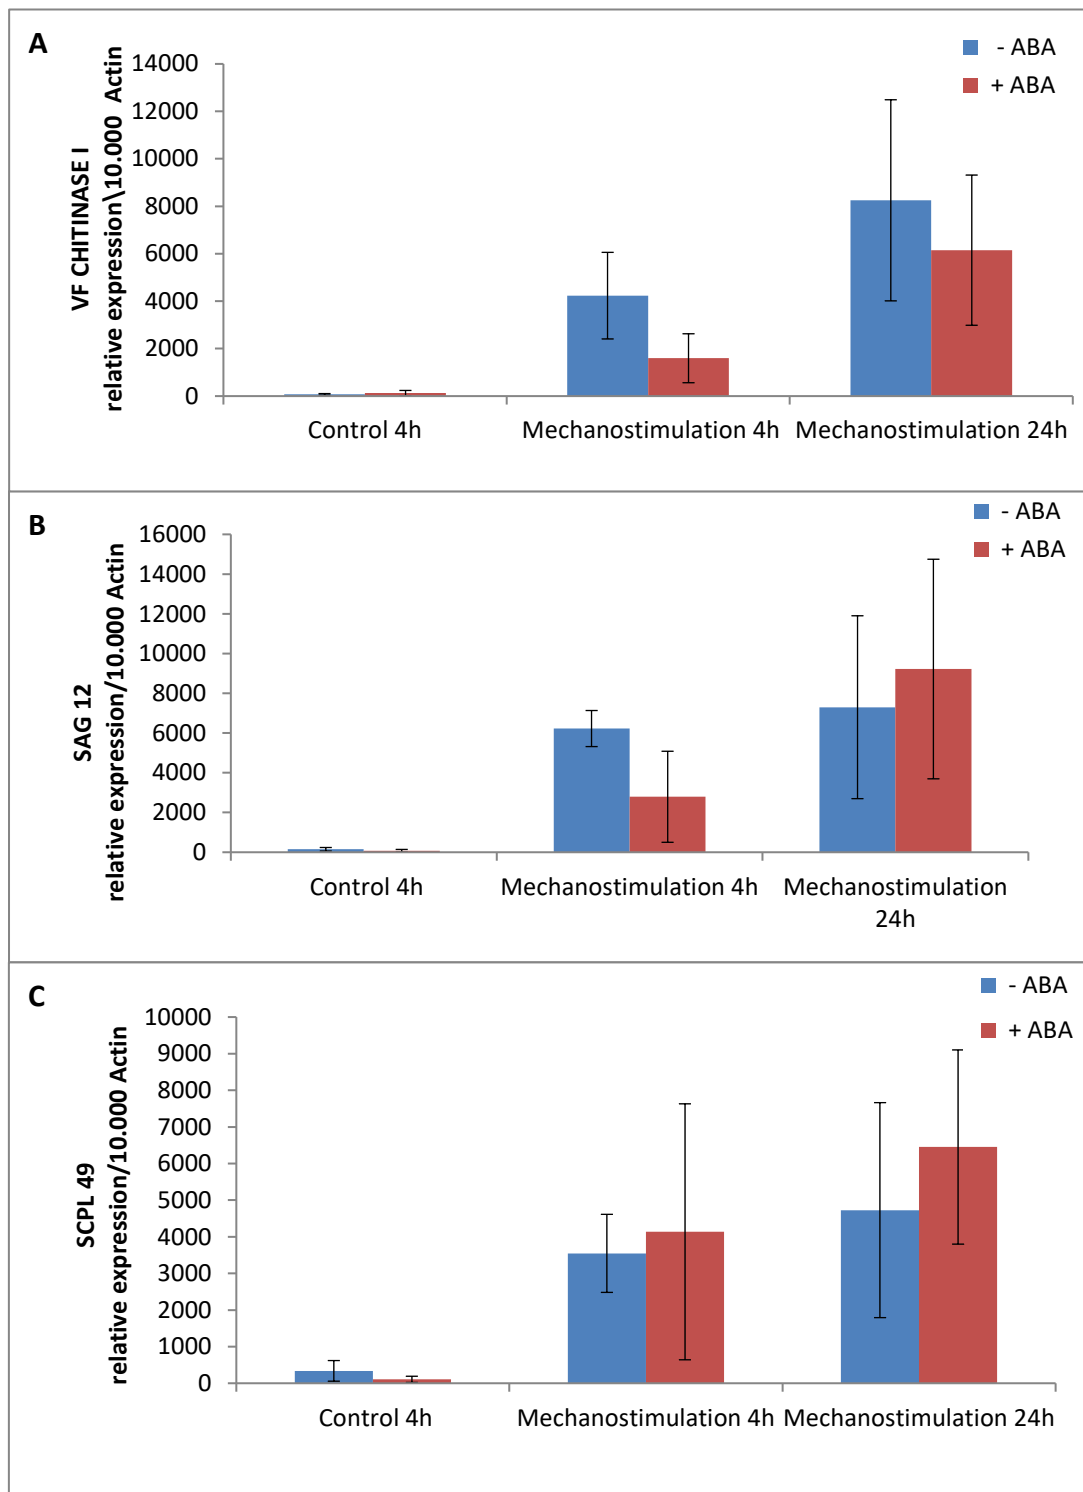 A
- ABA
+ ABA
VF CHITINASE I
relative expression\10.000 Actin
14000
12000
10000
8000
6000
4000
2000
0
Control 4h
Mechanostimulation 4h
Mechanostimulation 24h
B
- ABA
+ ABA
SAG 12
relative expression/10.000 Actin
16000
14000
12000
10000
8000
6000
4000
2000
0
Control 4h
Mechanostimulation 4h
Mechanostimulation
24h
C
- ABA
+ ABA
SCPL 49
relative expression/10.000 Actin
10000
9000
8000
7000
6000
5000
4000
3000
2000
1000
0
Control 4h
Mechanostimulation 4h
Mechanostimulation 24h